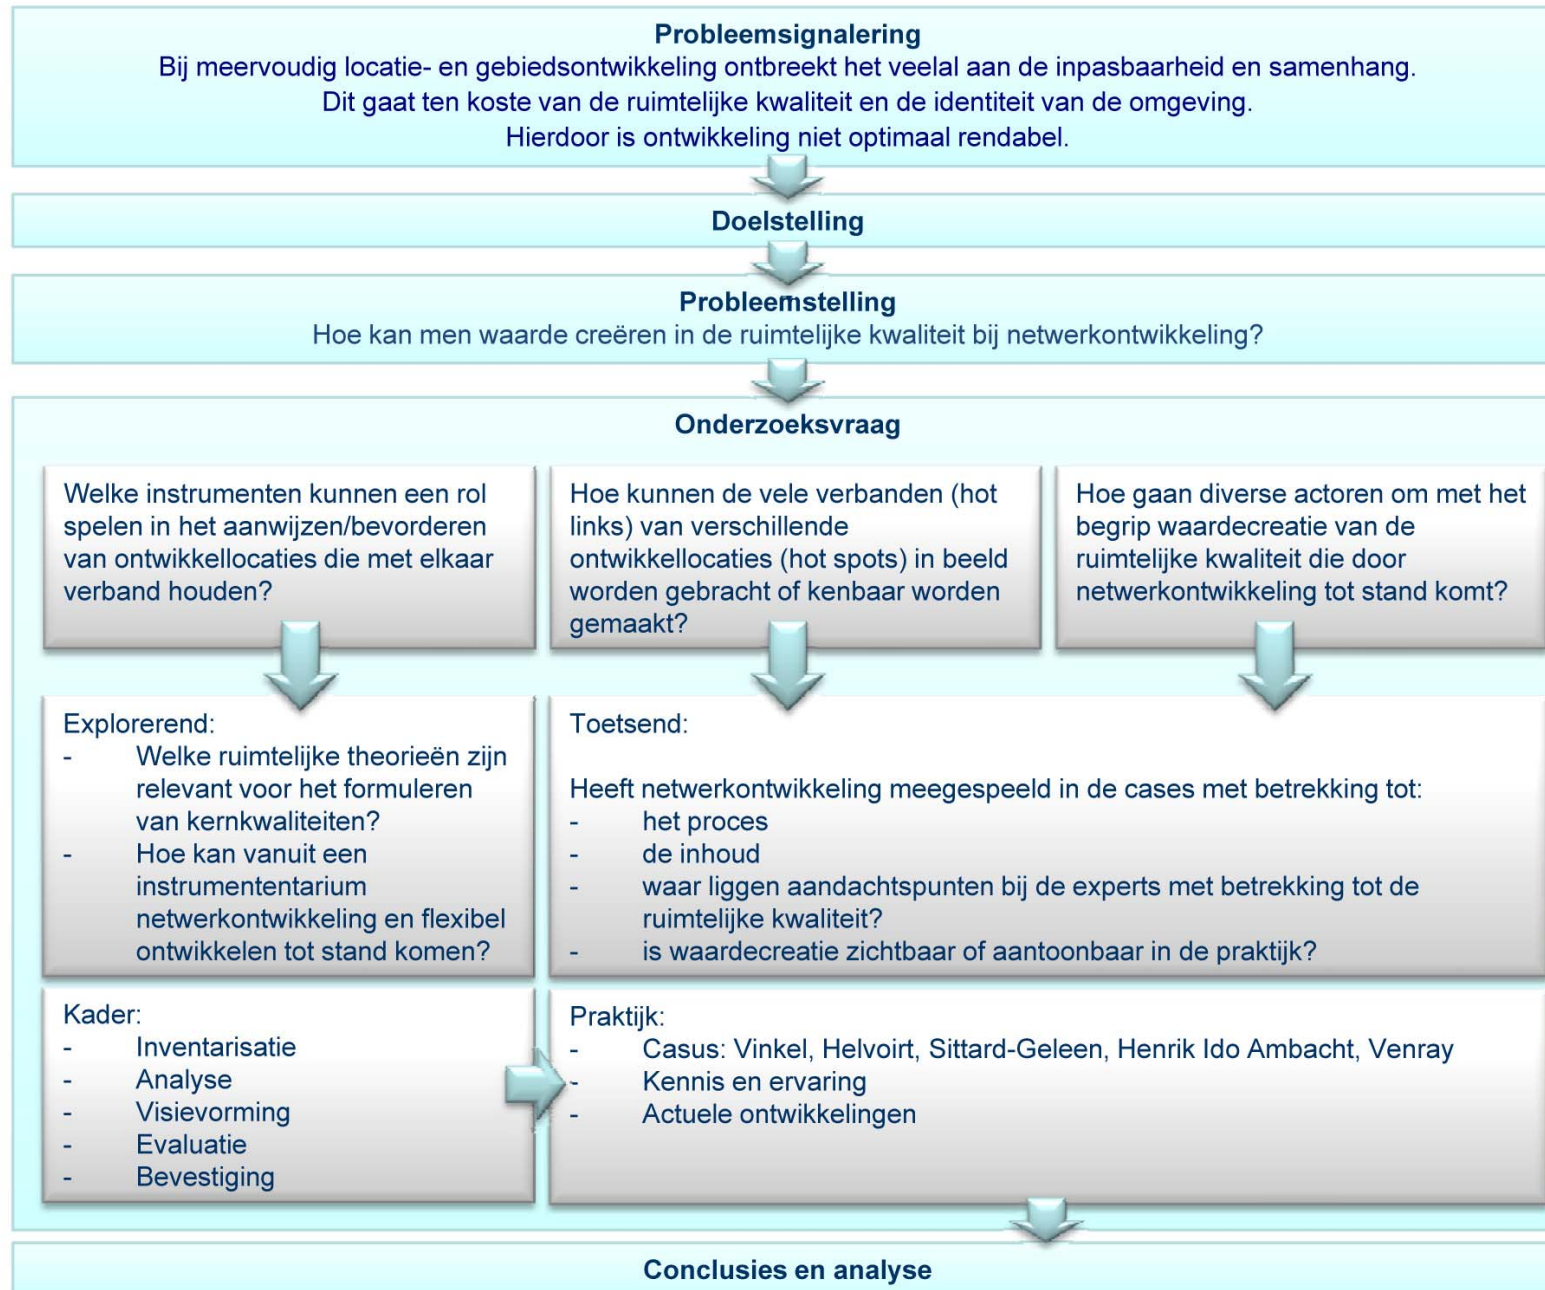 Probleemsignalering
Bij meervoudig locatie- en gebiedsontwikkeling ontbreekt het veelal aan de inpasbaarheid en samenhang.
Dit gaat ten koste van de ruimtelijke kwaliteit en de identiteit van de omgeving.
Hierdoor is ontwikkeling niet optimaal rendabel.
Doelstelling
Probleemstelling
Hoe kan men waarde creëren in de ruimtelijke kwaliteit bij netwerkontwikkeling?
Onderzoeksvraag
Welke instrumenten kunnen een rol
spelen in het aanwijzen/bevorderen
van ontwikkellocaties die met elkaar
verband houden?
Hoe kunnen de vele verbanden (hot
links) van verschillende
ontwikkellocaties (hot spots) in beeld
worden gebracht of kenbaar worden
gemaakt?
Hoe gaan diverse actoren om met het
begrip waardecreatie van de
ruimtelijke kwaliteit die door
netwerkontwikkeling tot stand komt?
Explorerend:
- Welke ruimtelijke theorieën zijn
relevant voor het formuleren
van kernkwaliteiten?
- Hoe kan vanuit een
instrumententarium
netwerkontwikkeling en flexibel
ontwikkelen tot stand komen?
Toetsend:
Heeft netwerkontwikkeling meegespeeld in de cases met betrekking tot:
- het proces
- de inhoud
- waar liggen aandachtspunten bij de experts met betrekking tot de
ruimtelijke kwaliteit?
- is waardecreatie zichtbaar of aantoonbaar in de praktijk?
Kader:
- Inventarisatie
- Analyse
- Visievorming
- Evaluatie
- Bevestiging
Praktijk:
- Casus: Vinkel, Helvoirt, Sittard-Geleen, Henrik Ido Ambacht, Venray
- Kennis en ervaring
- Actuele ontwikkelingen
Conclusies en analyse